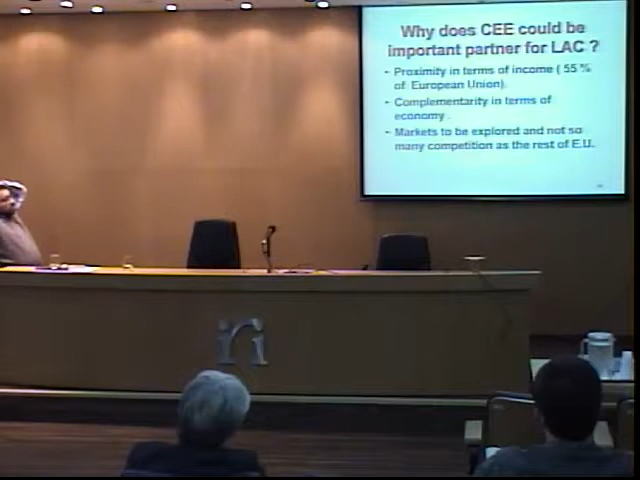 Why does CEE could be
important partner for LAC ?
- Proximity in terms of income ( 55 %
of European Union).
- Complementarity in terms of
economy .
- Markets to be explored and not so
many competition as the rest of E.U.
iri